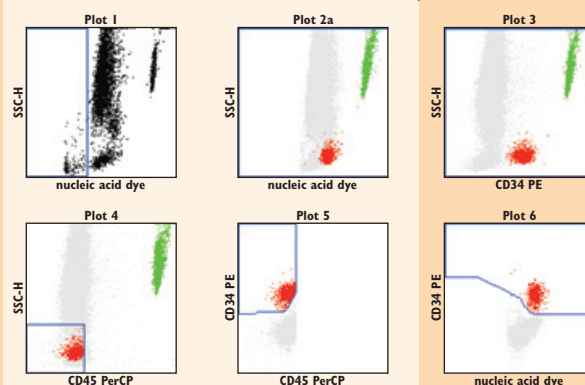 Plot 1
SSC-H
nucleic acid dye
Plot 2a
SSC-H
nucleic acid dye
Plot 3
SSC-H
CD34 PE
Plot 4
SSC-H
CD45 PerCP
Plot 5
CD34 PE
CD45 PerCP
Plot 6
CD34 PE
nucleic acid dye